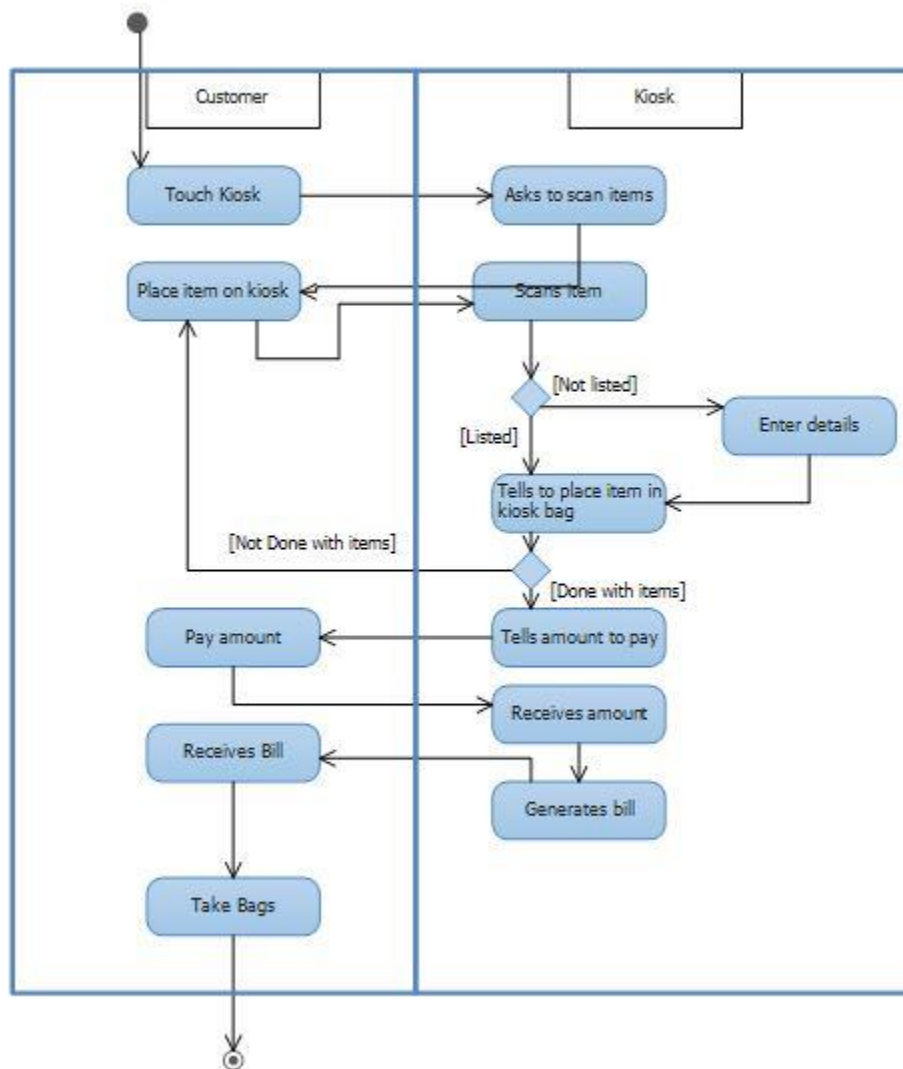 Customer
Kiosk
Touch Kiosk
Asks to scan items
Place item on kiosk
Scans item
[Not listed]
Enter details
[Listed]
Tells to place item in
kiosk bag
[Not Done with items]
[Done with items]
Pay amount
Tells amount to pay
Receives amount
Receives Bill
Generates bill
Take Bags